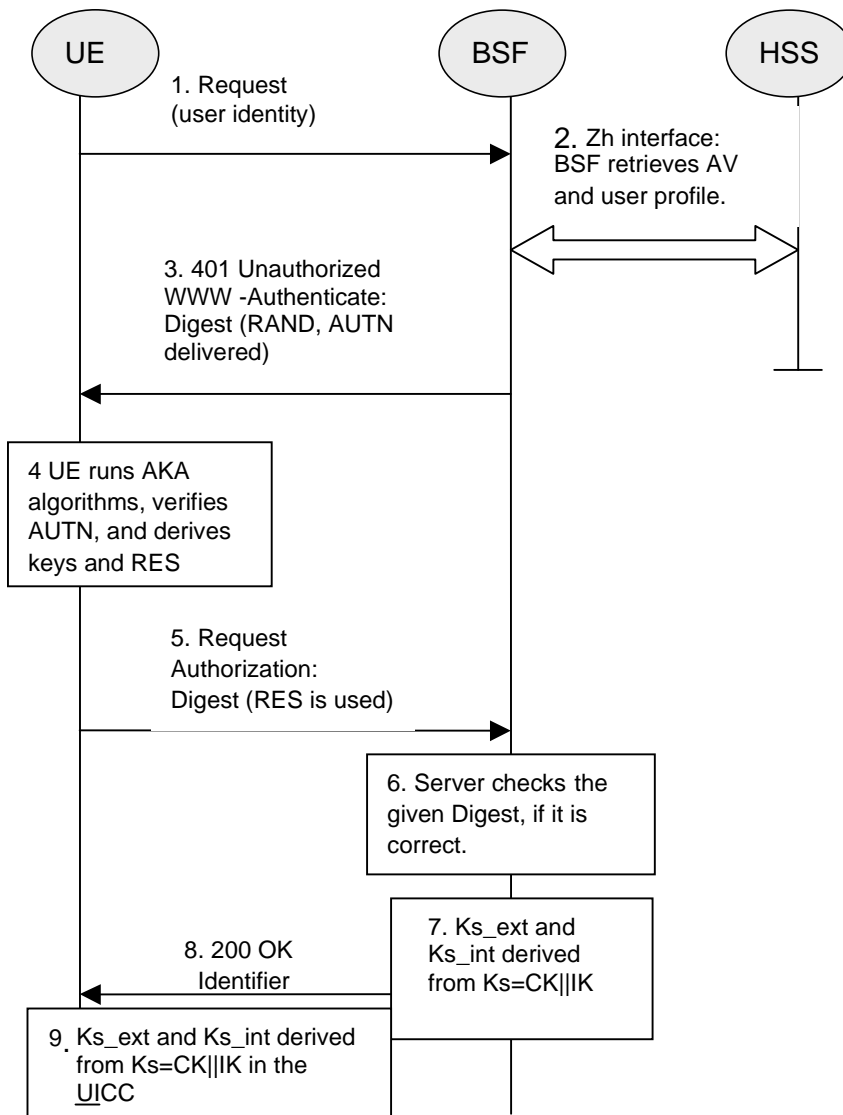 UE
BSF
HSS
1. Request
(user identity)
2. Zh interface:
BSF retrieves AV
and user profile.
3. 401 Unauthorized
WWW -Authenticate:
Digest (RAND, AUTN
delivered)
4 UE runs AKA
algorithms, verifies
AUTN, and derives
keys and RES
5. Request
Authorization:
Digest (RES is used)
6. Server checks the
given Digest, if it is
correct.
7. Ks_ext and
Ks_int derived
from Ks=CK||IK
8. 200 OK
Identifier
9. Ks_ext and Ks_int derived
from Ks=CK||IK in the
UICC